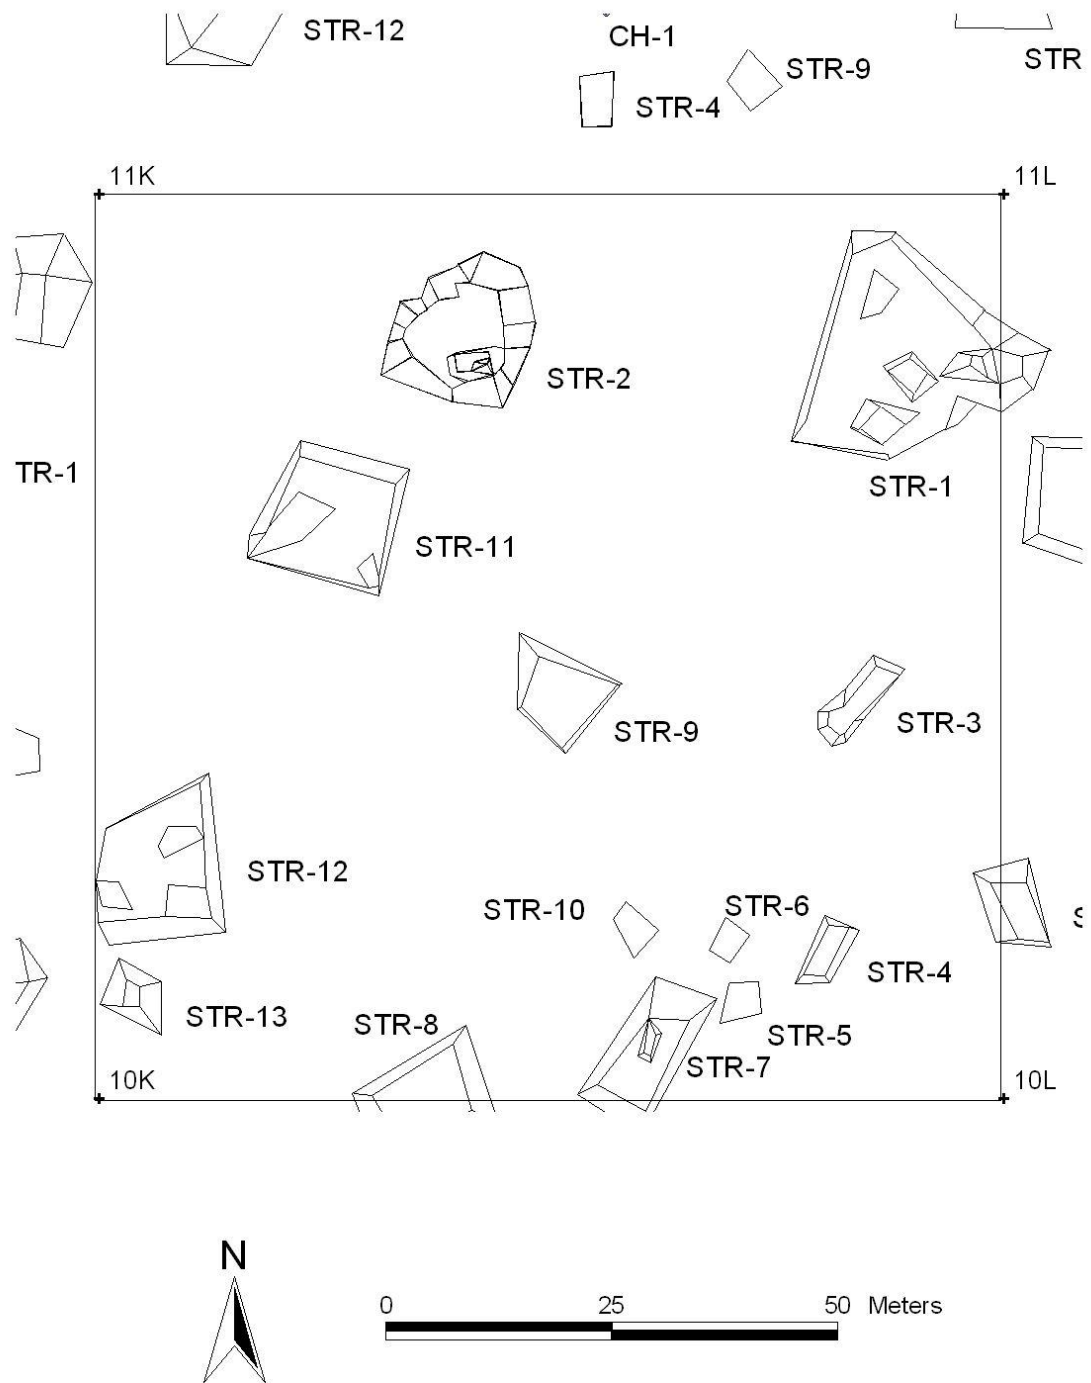 STR-12
CH-1
STR
STR-9
STR-4
11K
11L
STR-2
TR-1
STR-1
STR-11
STR-9
STR-3
STR-12
STR-10
STR-6
S
STR-4
STR-13
STR-8
STR-5
STR-7
10K
10L
N
0 25 50 Meters